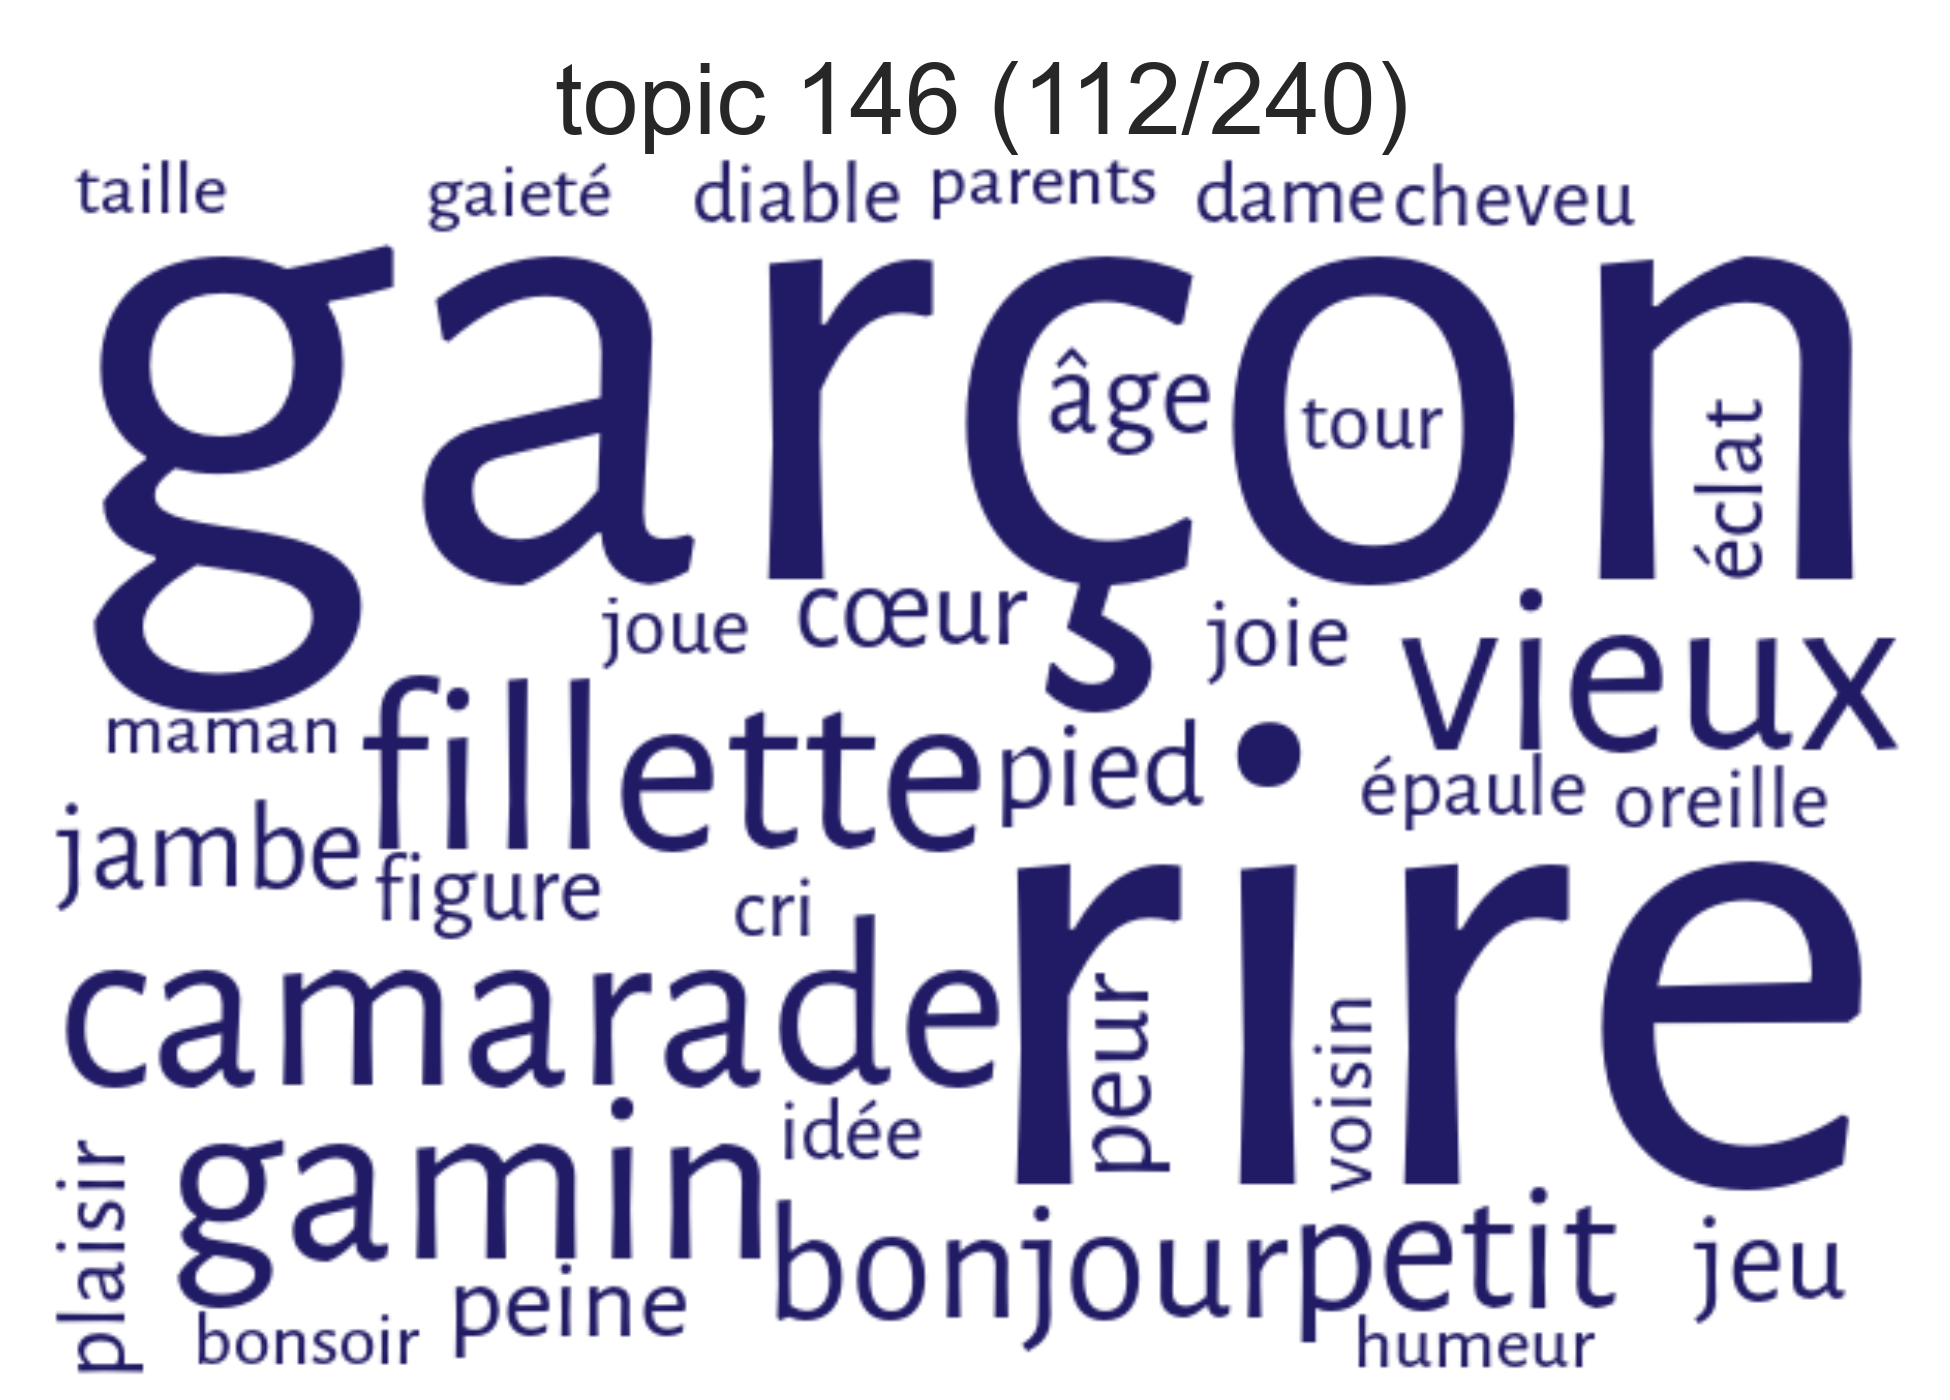 topic 146 (112/240)
taille gaieté diable parents dame cheveu
garçon
âge tour éclat
joue cœur joie vieux
maman fillette pied épaule oreille
jambe figure cri
camarade rire
peur voisin
plaisir gamin idée
bonjour petit jeu
bonsoir peine humeur